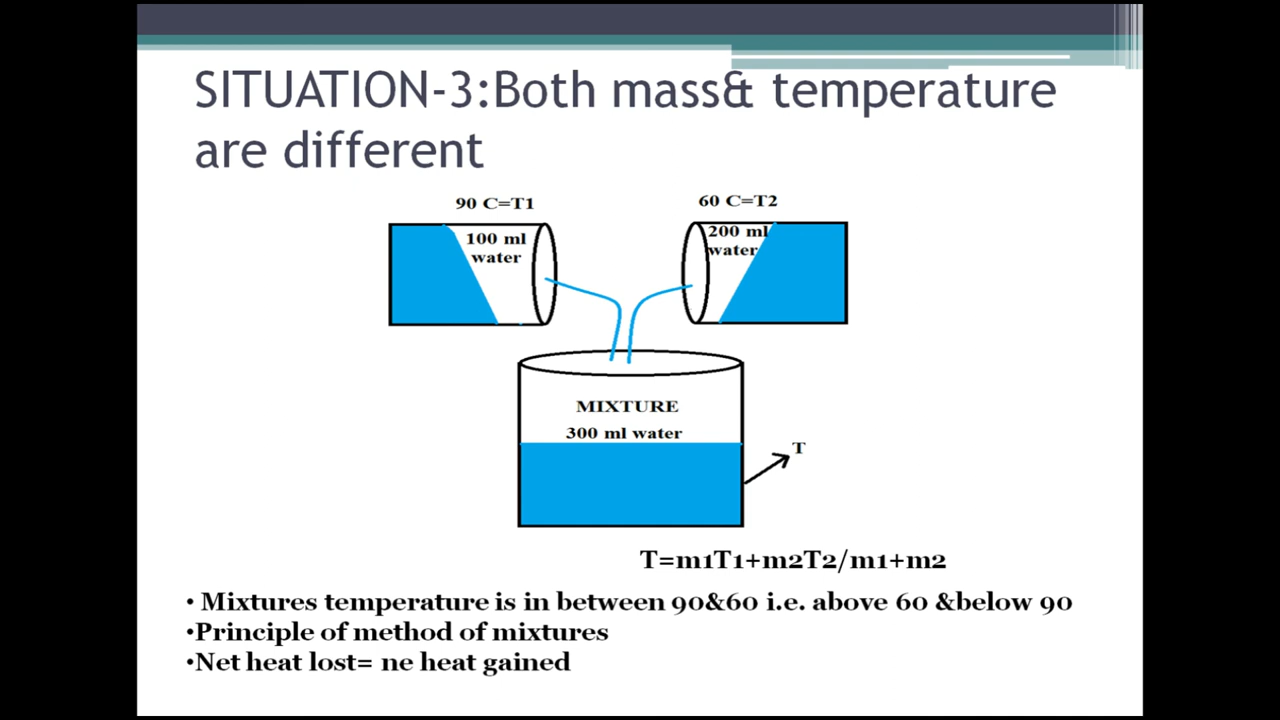 SITUATION-3:Both mass& temperature
are different
90 C=T1
60 C=T2
100 ml
water
200 ml
water
MIXTURE
300 ml water
T
T=m1T1+m2T2/m1+m2
• Mixtures temperature is in between 90&60 i.e. above 60 &below 90
•Principle of method of mixtures
•Net heat lost= ne heat gained